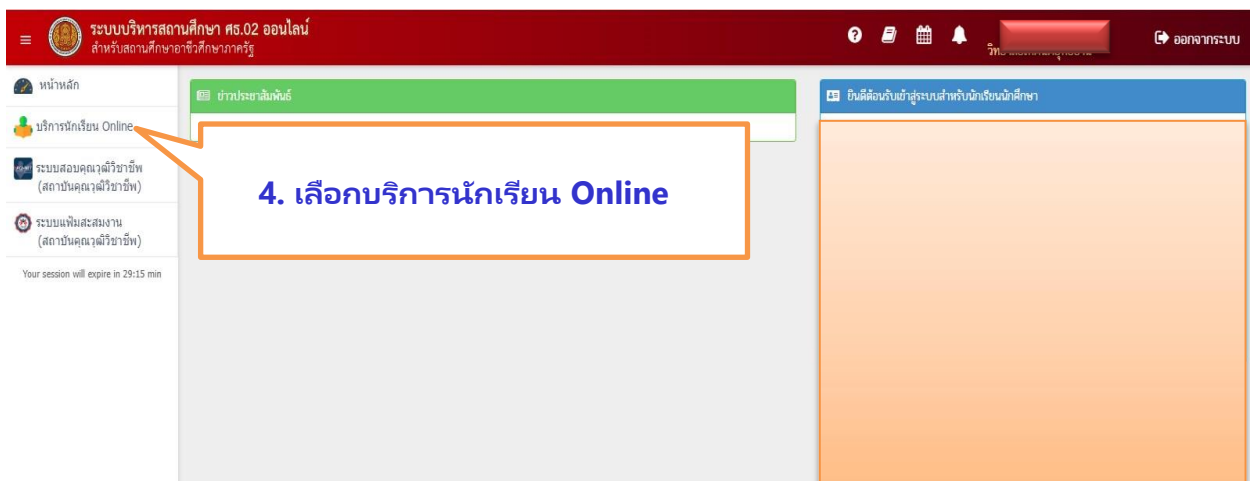 ระบบบริหารสถานศึกษา ศธ.02 ออนไลน์
สำหรับสถานศึกษาอาชีวศึกษาภาครัฐ
ออกจากระบบ
หน้าหลัก
บริการนักเรียน Online
ระบบสอบคุณวุฒิวิชาชีพ
(สถาบันคุณวุฒิวิชาชีพ)
ระบบแฟ้มสะสมงาน
(สถาบันคุณวุฒิวิชาชีพ)
Your session will expire in 29:15 min
ข่าวประชาสัมพันธ์
4. เลือกบริการนักเรียน Online
ยินดีต้อนรับเข้าสู่ระบบสำหรับนักเรียนนักศึกษา